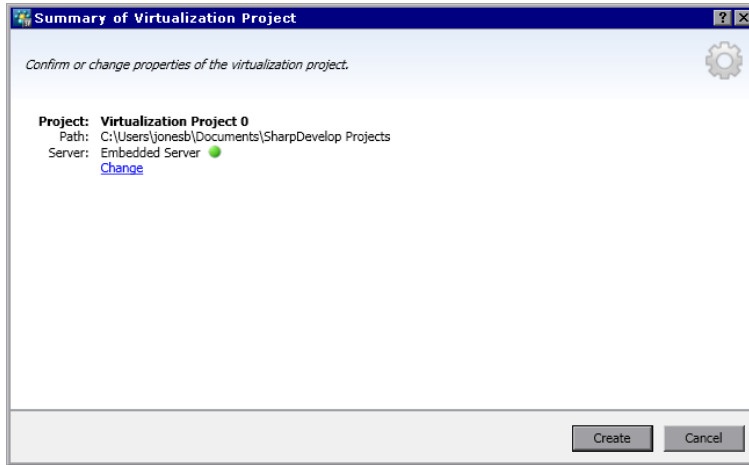 Summary of Virtualization Project
Confirm or change properties of the virtualization project.
Project: Virtualization Project 0
Path: C:\Users\jonesb\Documents\SharpDevelop Projects
Server: Embedded Server
Change
Create Cancel